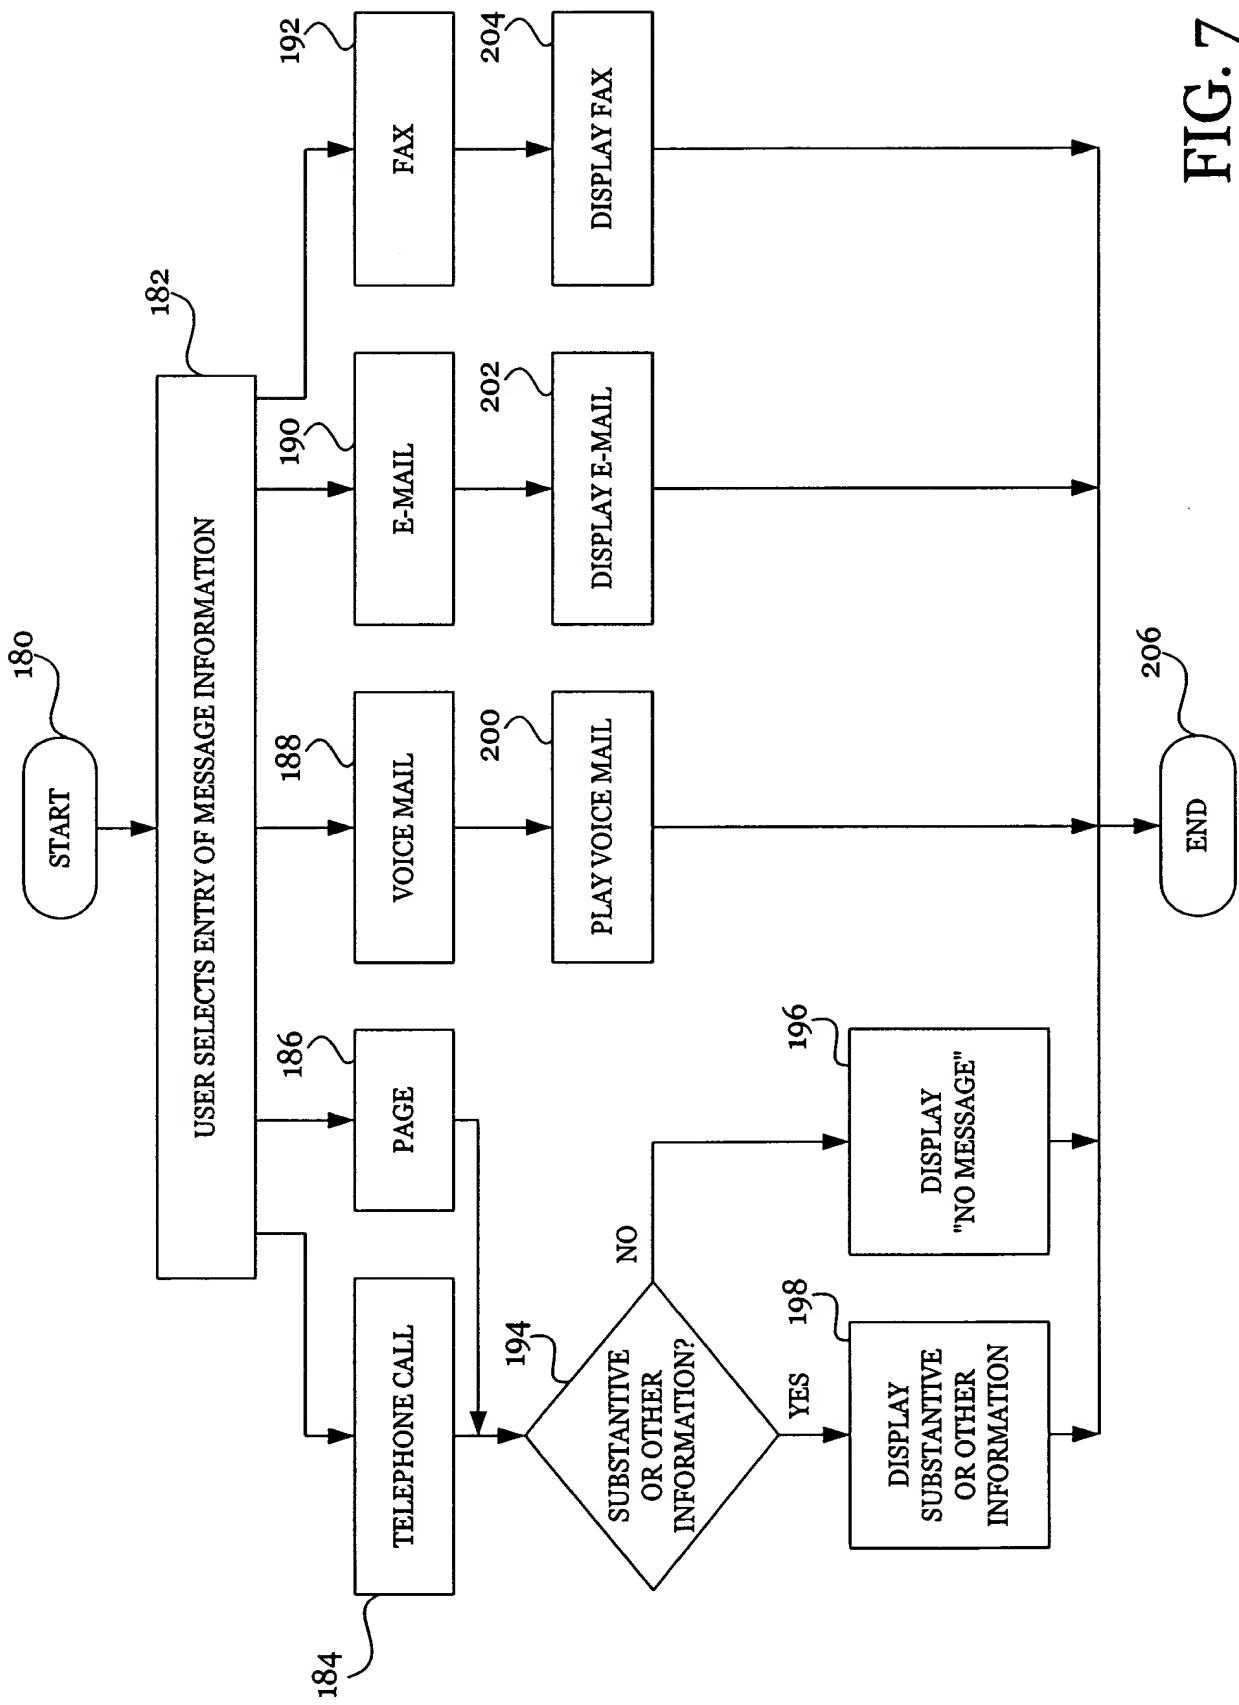 180
START
182
USER SELECTS ENTRY OF MESSAGE INFORMATION
184
TELEPHONE CALL
186
PAGE
188
VOICE MAIL
190
E-MAIL
192
FAX
194
SUBSTANTIVE
OR OTHER
INFORMATION?
NO
YES
200
PLAY VOICE MAIL
202
DISPLAY E-MAIL
204
DISPLAY FAX
198
DISPLAY
SUBSTANTIVE
OR OTHER
INFORMATION
196
DISPLAY
"NO MESSAGE"
206
END
FIG. 7